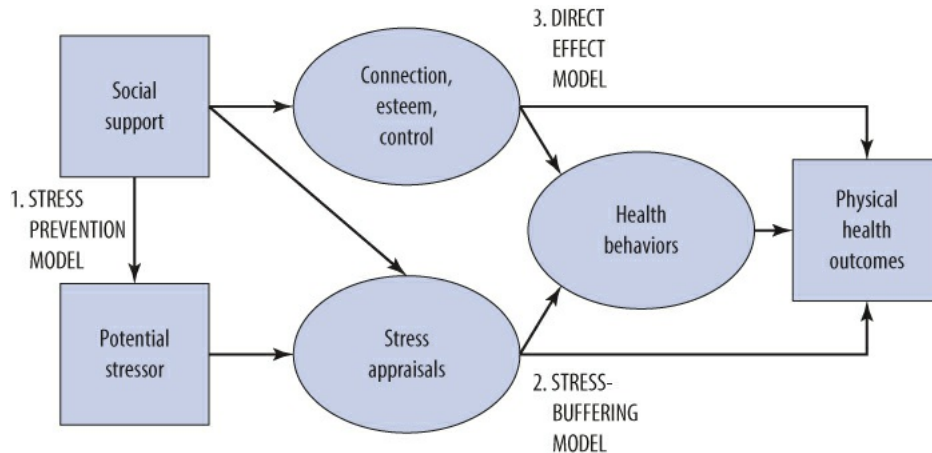 3. DIRECT
EFFECT
MODEL
Social
support
Connection,
esteem,
control
1. STRESS
PREVENTION
MODEL
Health
behaviors
Physical
health
outcomes
Potential
stressor
Stress
appraisals
2. STRESS-
BUFFERING
MODEL